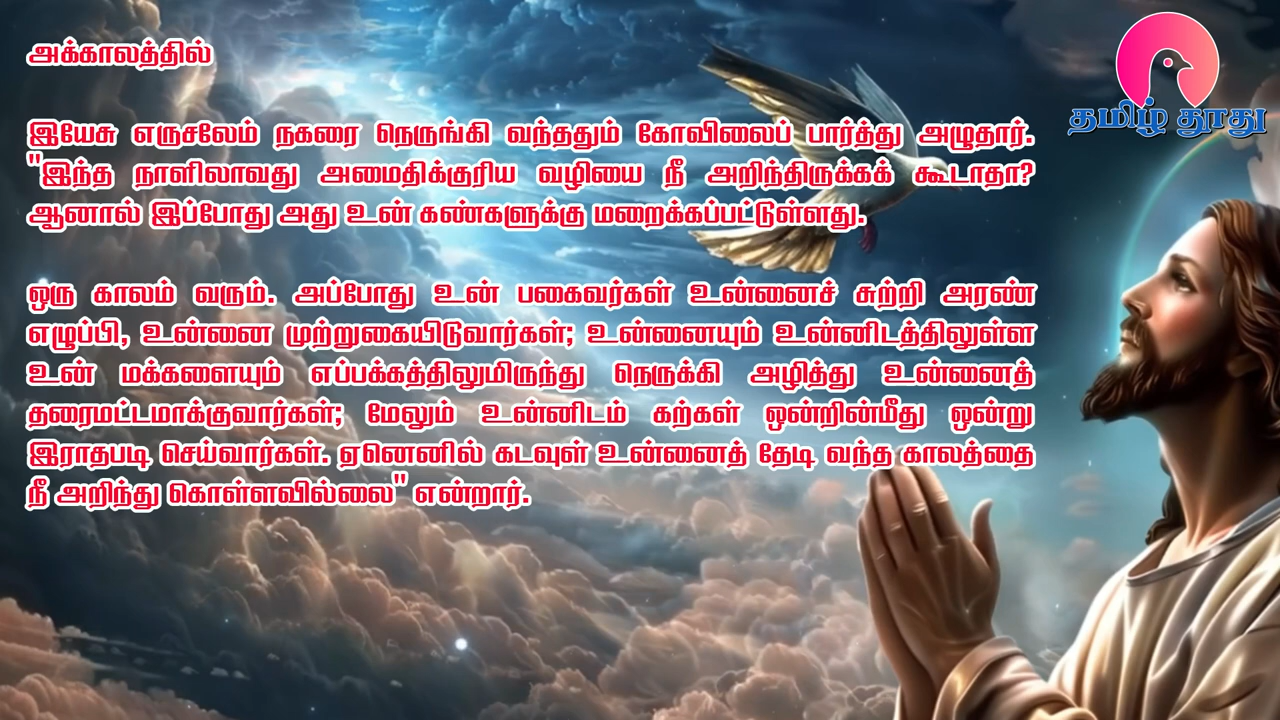 அக்காலத்தில்
தமிழ் தூது
இயேசு எருசலேம் நகரை நெருங்கி வந்ததும் கோவிலைப் பார்த்து அழுதார்.
"இந்த நாளிலாவது அமைதிக்குரிய வழியை நீ அறிந்திருக்கக் கூடாதா?
ஆனால் இப்போது அது உன் கண்களுக்கு மறைக்கப்பட்டுள்ளது.
ஒரு காலம் வரும். அப்போது உன் பகைவர்கள் உன்னைச் சுற்றி அரண்
எழுப்பி, உன்னை முற்றுகையிடுவார்கள்; உன்னையும் உன்னிடத்திலுள்ள
உன் மக்களையும் எப்பக்கத்திலுமிருந்து நெருக்கி அழித்து உன்னைத்
தரைமட்டமாக்குவார்கள்; மேலும் உன்னிடம் கற்கள் ஒன்றின்மீது ஒன்று
இராதபடி செய்வார்கள். ஏனெனில் கடவுள் உன்னைத் தேடி வந்த காலத்தை
நீ அறிந்து கொள்ளவில்லை" என்றார்.